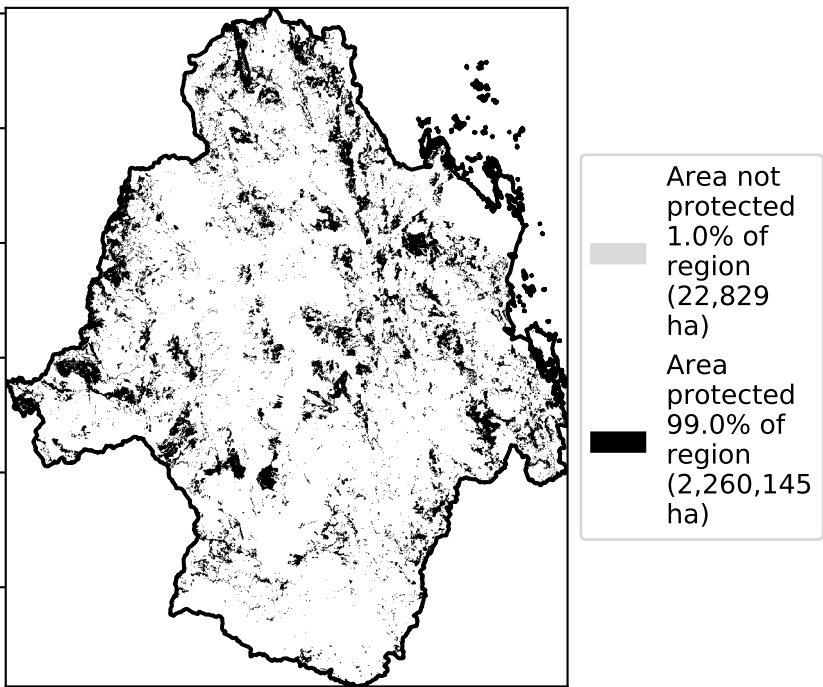 Area not
protected
1.0% of
region
(22,829
ha)
Area
protected
99.0% of
region
(2,260,145
ha)